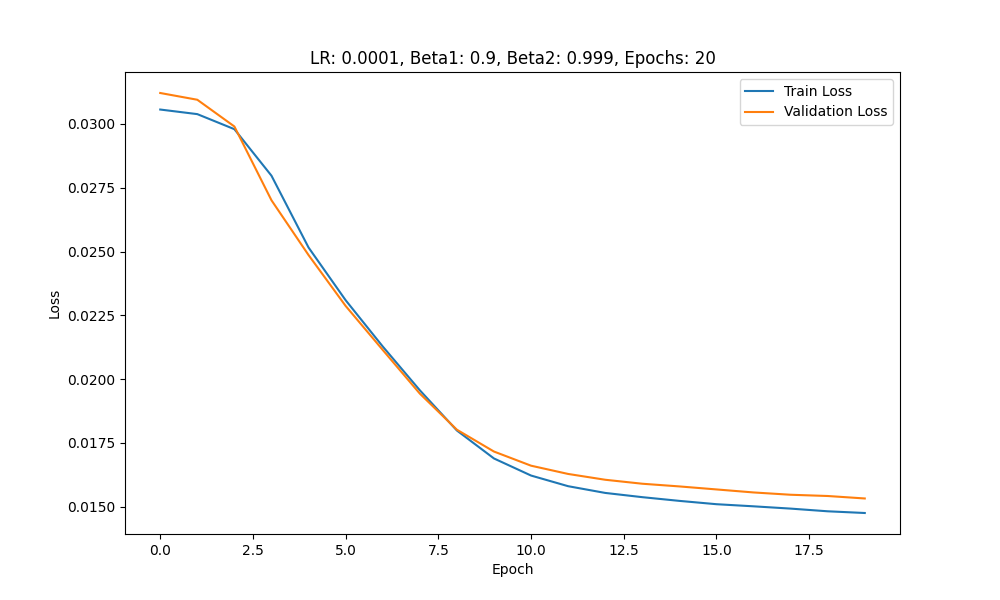 LR: 0.0001, Beta1: 0.9, Beta2: 0.999, Epochs: 20
Train Loss
Validation Loss
0.0300
0.0275
0.0250
0.0225
0.0200
0.0175
0.0150
Loss
0.0 2.5 5.0 7.5 10.0 12.5 15.0 17.5
Epoch